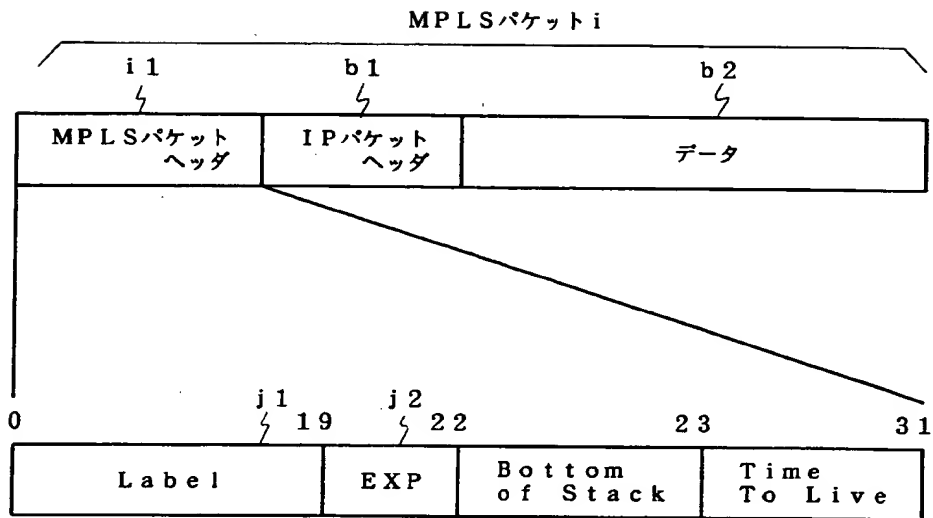 MPLSパケットi
i1 b1 b2
MPLSパケット
ヘッダ
IPパケット
ヘッダ
データ
0 j1 19 j2 22 23 31
Label
EXP
Bottom
of Stack
Time
To Live